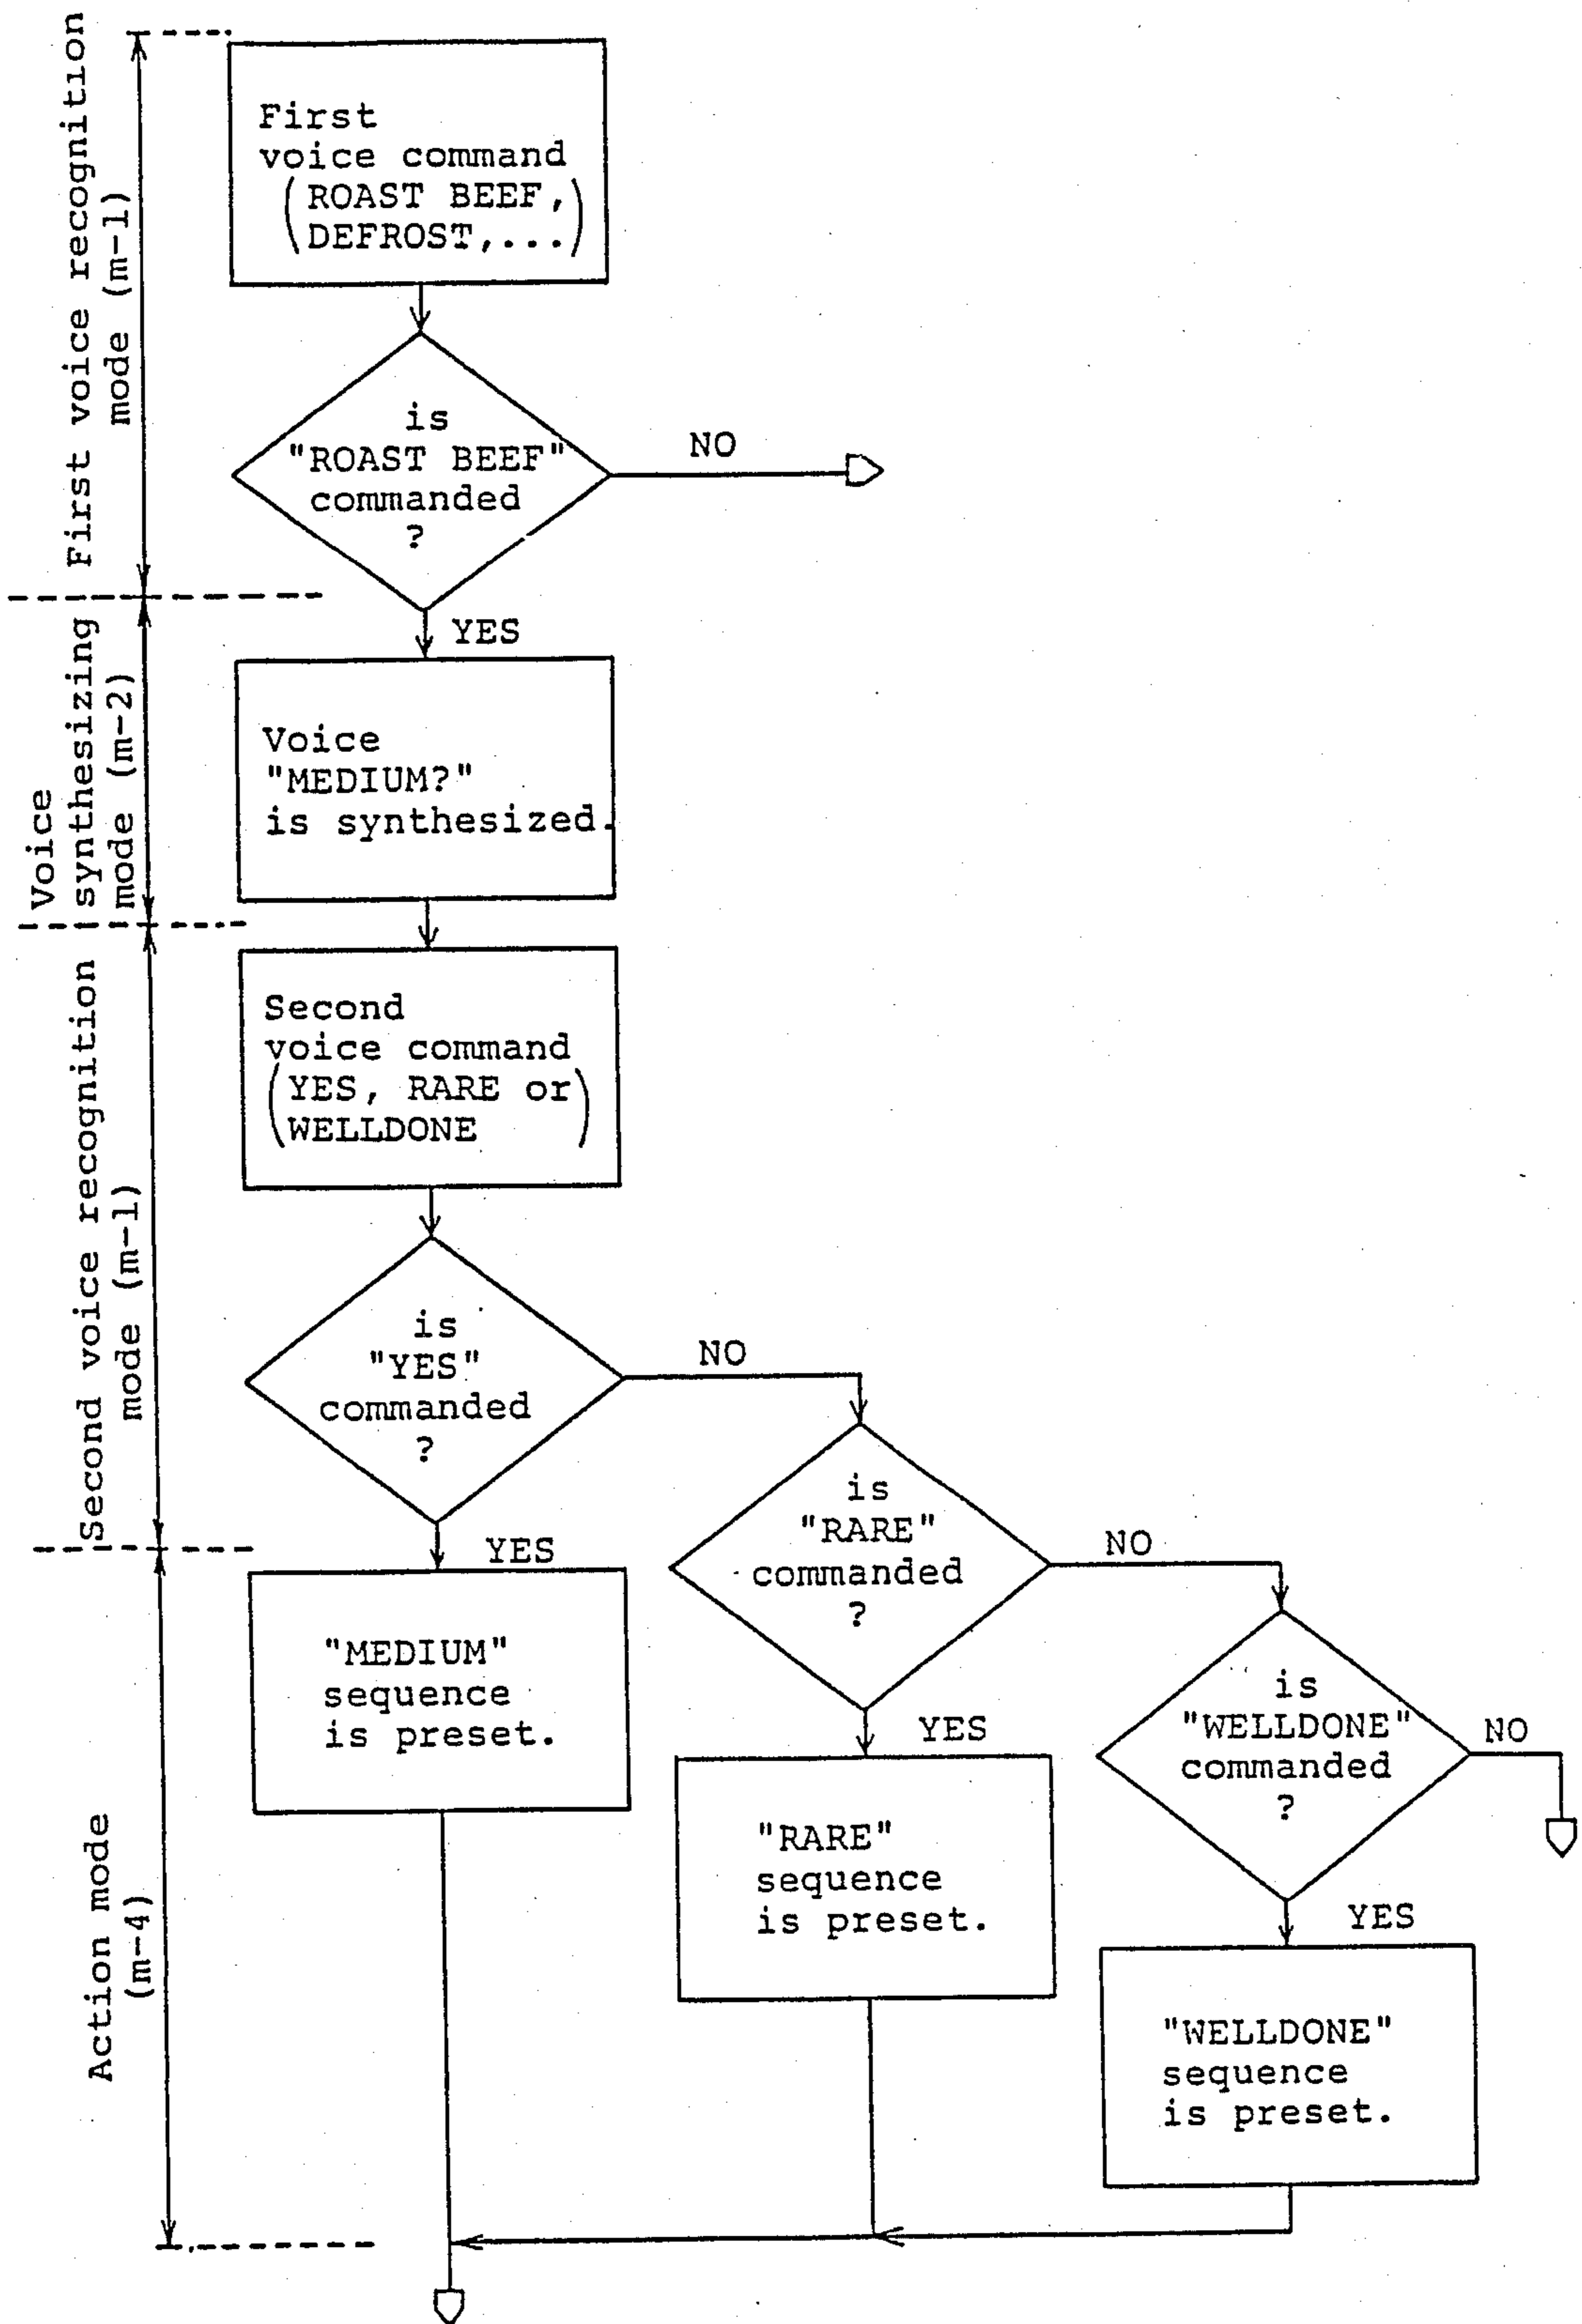 First voice recognition
mode (m-1)
First
voice command
(ROAST BEEF,
DEFROST,...)
is
"ROAST BEEF"
commanded
?
NO
YES
Voice
synthesizing
mode (m-2)
Voice
"MEDIUM?"
is synthesized.
Second voice recognition
mode (m-1)
Second
voice command
(YES, RARE or
WELLDONE)
is
"YES"
commanded
?
NO
YES
is
"RARE"
commanded
?
NO
YES
is
"WELLDONE"
commanded
?
NO
YES
Action mode
(m-4)
"MEDIUM"
sequence
is preset.
"RARE"
sequence
is preset.
"WELLDONE"
sequence
is preset.